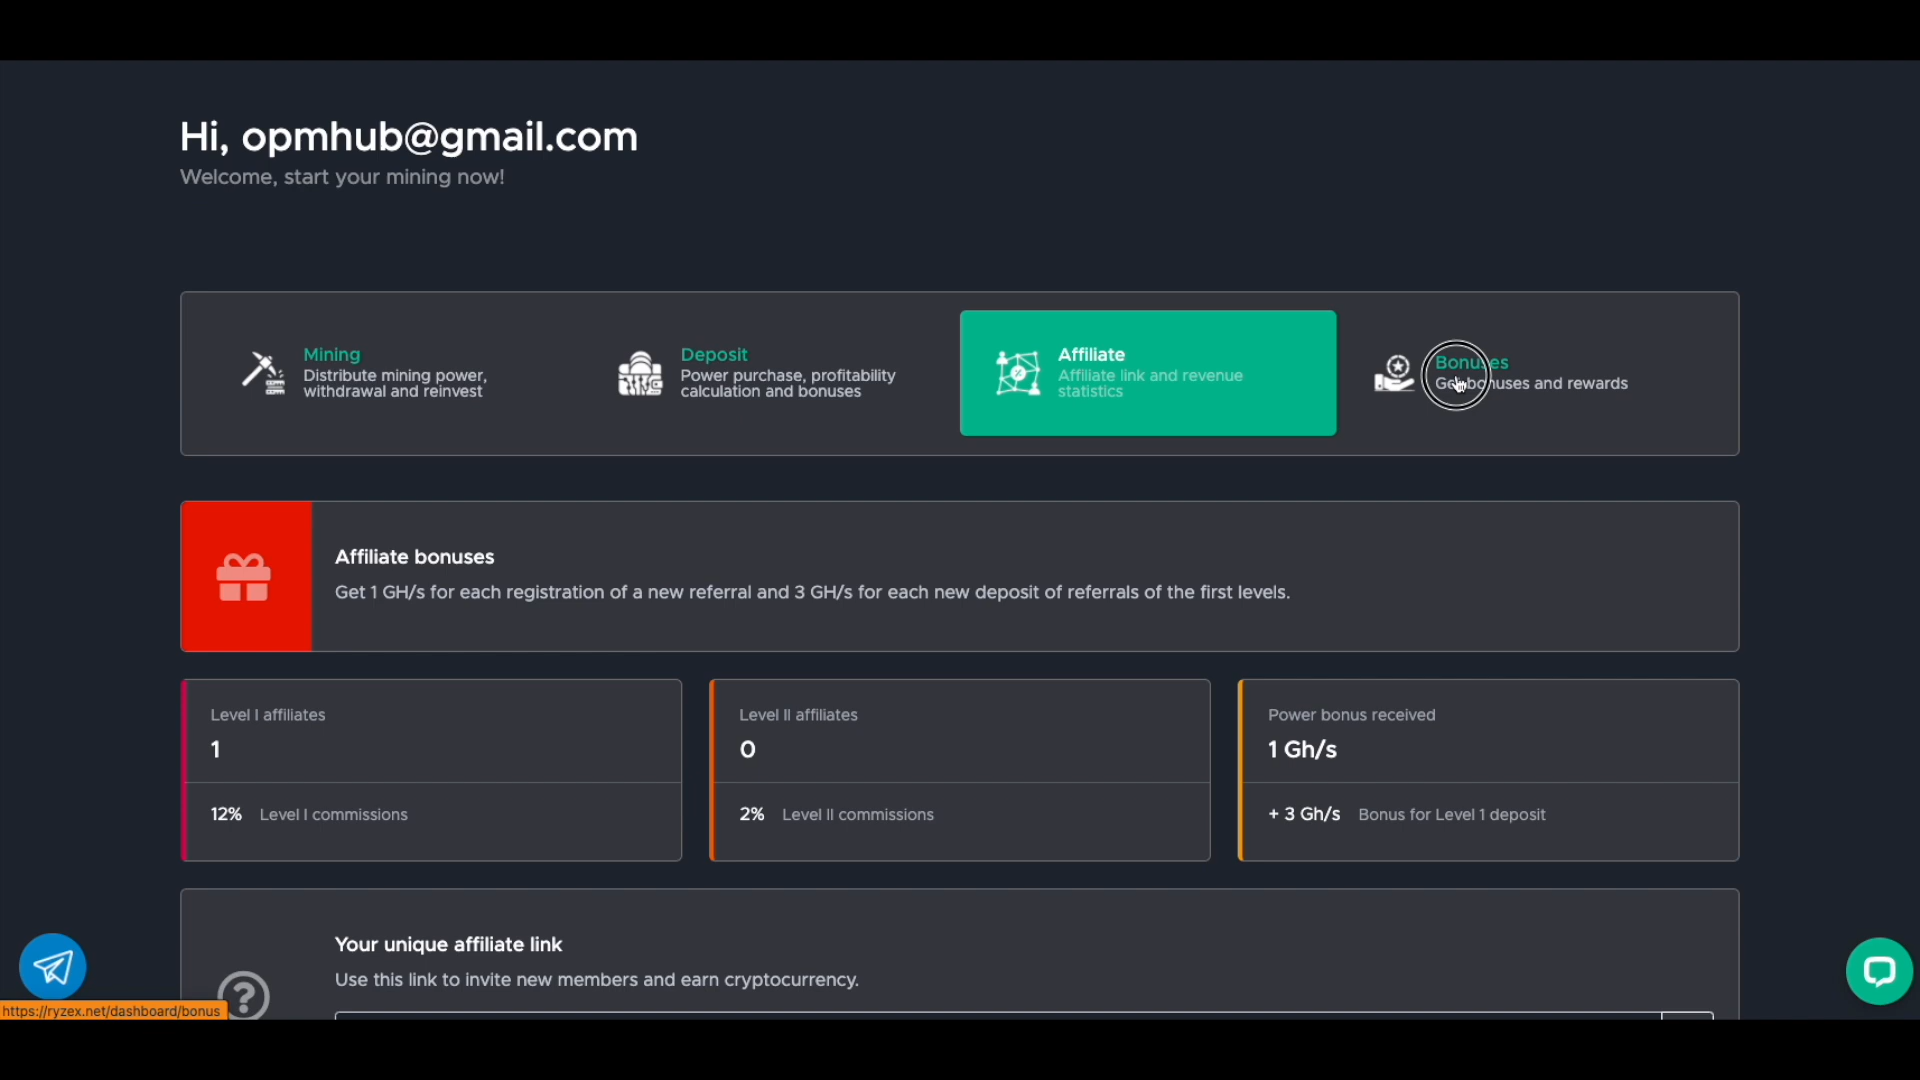 Hi, opmhub@gmail.com
Welcome, start your mining now!
Mining
Distribute mining power,
withdrawal and reinvest
Deposit
Power purchase, profitability
calculation and bonuses
Affiliate
Affiliate link and revenue
statistics
Bonuses
Get bonuses and rewards
Affiliate bonuses
Get 1 GH/s for each registration of a new referral and 3 GH/s for each new deposit of referrals of the first levels.
Level I affiliates
1
12% Level I commissions
Level II affiliates
0
2% Level II commissions
Power bonus received
1 Gh/s
+ 3 Gh/s Bonus for Level 1 deposit
Your unique affiliate link
Use this link to invite new members and earn cryptocurrency.
https://ryzex.net/dashboard/bonus